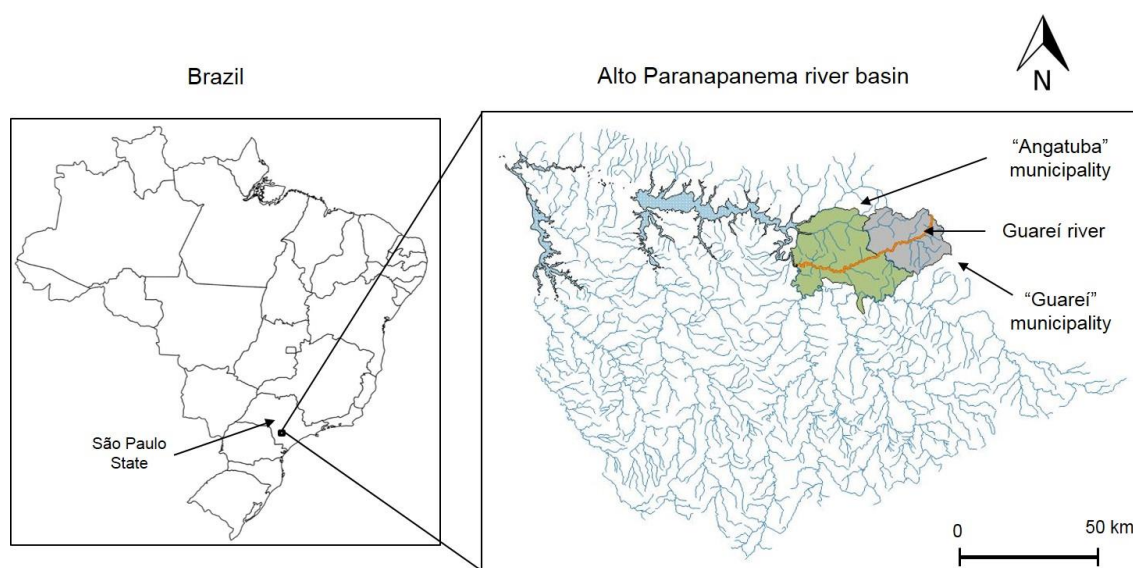 Brazil
Alto Paranapanema river basin
N
“Angatuba”
municipality
Guareí river
“Guareí”
municipality
São Paulo
State
0
50 km